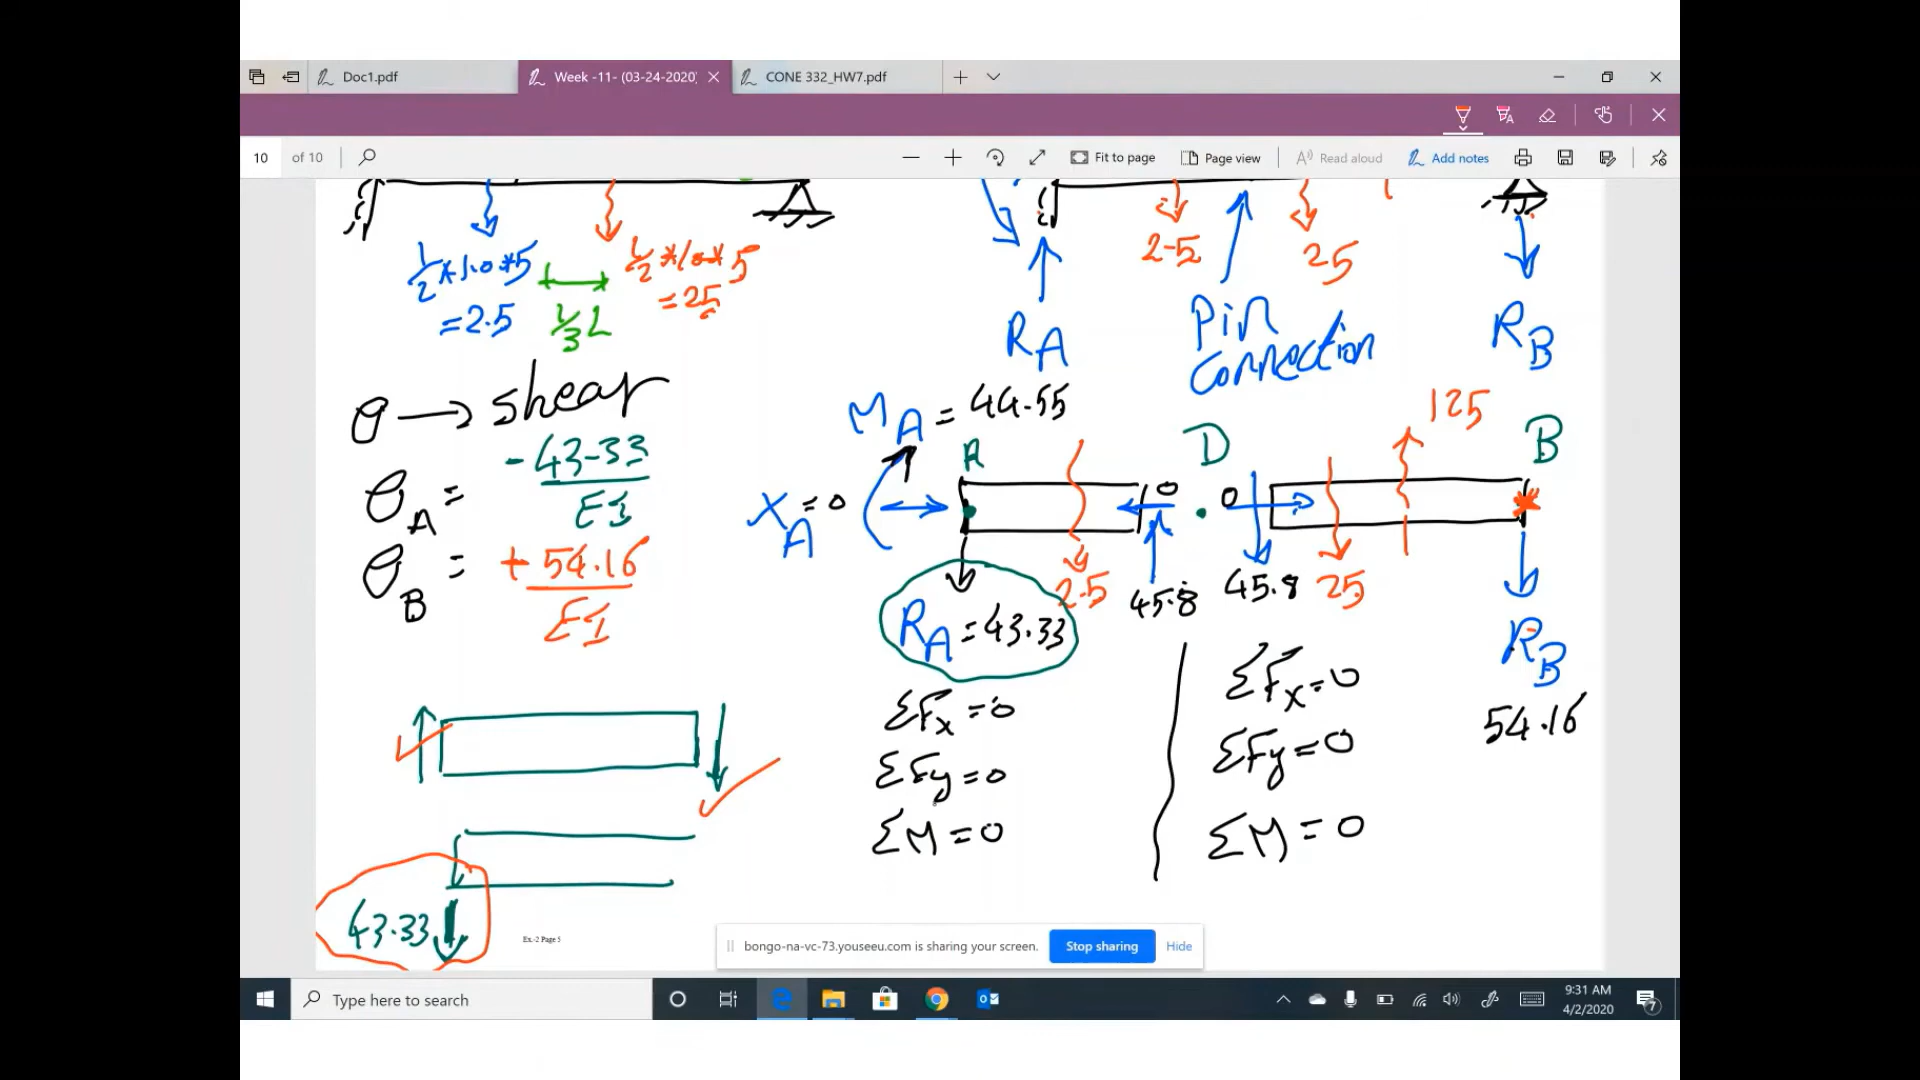 Doc1.pdf
Week -11- (03-24-2020)
CONE 332_HW7.pdf
10 of 10
Fit to page
Page view
Read aloud
Add notes
1/2*1.0*5
=2.5
1/3 L
1/2*10*5
=25
2.5
25
RA
Pin
Connection
RB
θ → shear
θA = -43.33/EI
θB = +54.16/EI
MA = 44.55
A
D
125
B
XA=0
0
0
RA=43.33
2.5
45.8
45.8
25
RB
54.16
ΣFx=0
ΣFy=0
ΣM=0
ΣFx=0
ΣFy=0
ΣM=0
43.33
Ex.-2 Page 5
bongo-na-vc-73.youseeu.com is sharing your screen.
Stop sharing
Hide
Type here to search
9:31 AM
4/2/2020
7